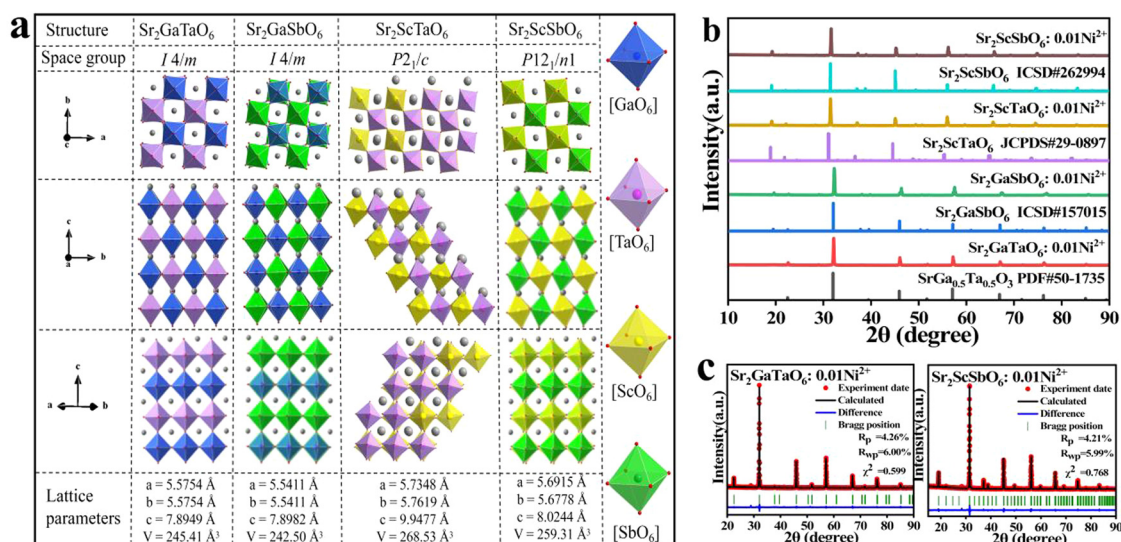 a
Structure Sr₂GaTaO₆ Sr₂GaSbO₆ Sr₂ScTaO₆ Sr₂ScSbO₆
Space group I 4/m I 4/m P2₁/c P12₁/n1
b
a
c
[GaO₆]
c
b
a
[TaO₆]
c
a b
[ScO₆]
Lattice parameters
a = 5.5754 Å a = 5.5411 Å a = 5.7348 Å a = 5.6915 Å
b = 5.5754 Å b = 5.5411 Å b = 5.7619 Å b = 5.6778 Å
c = 7.8949 Å c = 7.8982 Å c = 9.9477 Å c = 8.0244 Å
V = 245.41 Å³ V = 242.50 Å³ V = 268.53 Å³ V = 259.31 Å³
[SbO₆]
b
Intensity(a.u.)
Sr₂ScSbO₆: 0.01Ni²⁺
Sr₂ScSbO₆ ICSD#262994
Sr₂ScTaO₆: 0.01Ni²⁺
Sr₂ScTaO₆ JCPDS#29-0897
Sr₂GaSbO₆: 0.01Ni²⁺
Sr₂GaSbO₆ ICSD#157015
Sr₂GaTaO₆: 0.01Ni²⁺
SrGa₀.₅Ta₀.₅O₃ PDF#50-1735
10 20 30 40 50 60 70 80 90
2θ (degree)
c
Sr₂GaTaO₆: 0.01Ni²⁺
Experiment date
Calculated
Difference
Bragg position
Rp=4.26%
Rwp=6.00%
χ²=0.599
Intensity(a.u.)
20 30 40 50 60 70 80 90
2θ (degree)
Sr₂ScSbO₆: 0.01Ni²⁺
Experiment date
Calculated
Difference
Bragg position
Rp=4.21%
Rwp=5.99%
χ²=0.768
Intensity(a.u.)
20 30 40 50 60 70 80 90
2θ (degree)